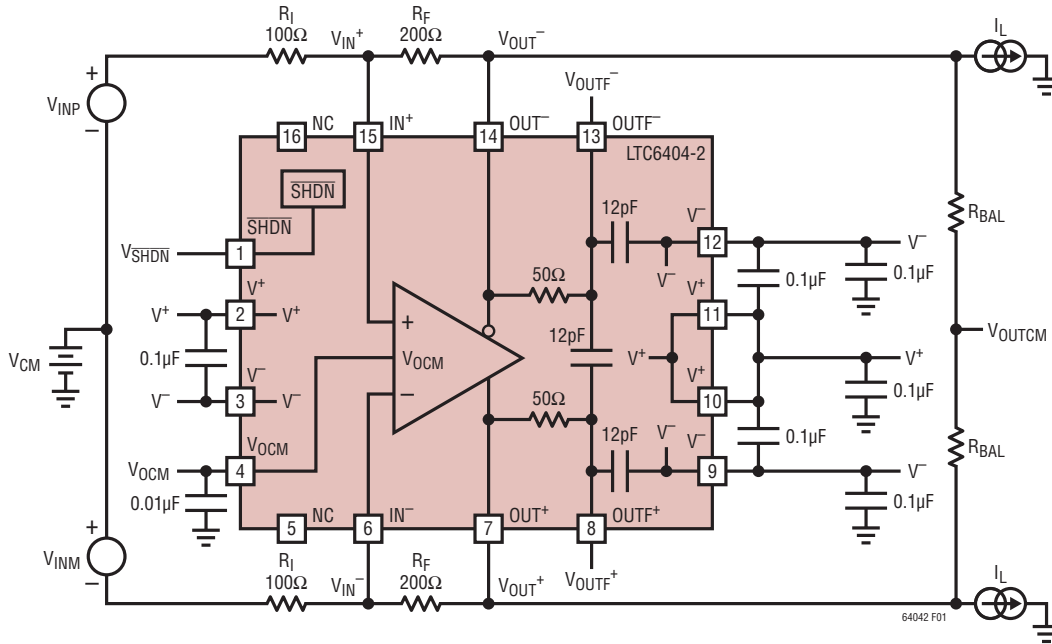 R_I
100Ω
V_IN⁺
R_F
200Ω
V_OUT⁻
I_L
+
V_INP
−
V_OUTF⁻
16
NC
15
IN⁺
14
OUT⁻
13
OUTF⁻
LTC6404-2
SHDN
SHDN
V_SHDN
1
12pF
V⁻
12
V⁻
V⁻
R_BAL
50Ω
0.1µF
0.1µF
V⁺
V⁺
2
V⁺
V⁺
11
+
12pF
V_CM
0.1µF
V_OCM
V⁺
V⁺
V_OUTCM
V⁻
V⁻
3
V⁻
−
50Ω
V⁺
10
0.1µF
0.1µF
V_OCM
V_OCM
4
12pF
V⁻
V⁻
9
V⁻
R_BAL
0.01µF
0.1µF
5
NC
6
IN⁻
7
OUT⁺
8
OUTF⁺
+
V_INM
−
R_I
100Ω
V_IN⁻
R_F
200Ω
V_OUT⁺
V_OUTF⁺
I_L
64042 F01